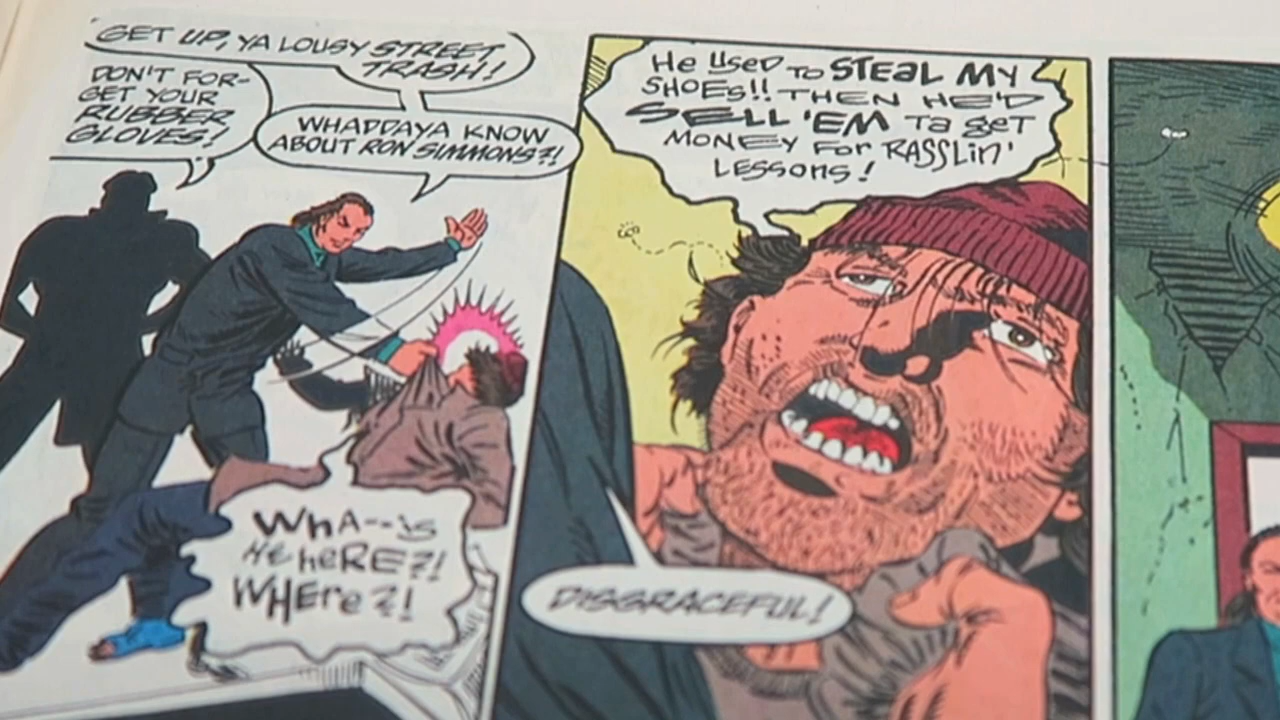 GET UP, YA LOUSY STREET
TRASH!
DON'T FOR-
GET YOUR
RUBBER
GLOVES!
WHADDAYA KNOW
ABOUT RON SIMMONS?!
WHA--'S
HE HERE?!
WHERE?!
He Used TO STEAL MY
SHOES!! THEN HE'D
SELL 'EM Ta geT
MONEY FOR RASSLIN'
LESSONS!
DISGRACEFUL!